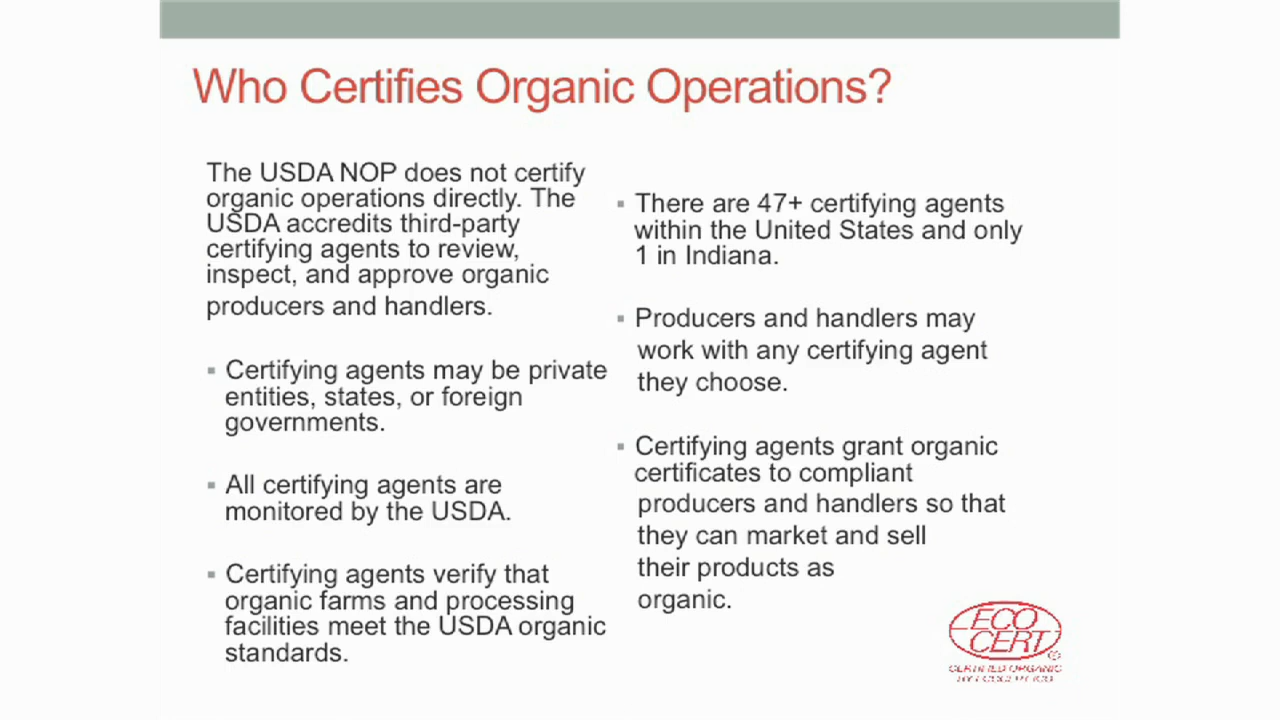 Who Certifies Organic Operations?
The USDA NOP does not certify
organic operations directly. The
USDA accredits third-party
certifying agents to review,
inspect, and approve organic
producers and handlers.
▪ Certifying agents may be private
entities, states, or foreign
governments.
▪ All certifying agents are
monitored by the USDA.
▪ Certifying agents verify that
organic farms and processing
facilities meet the USDA organic
standards.
▪ There are 47+ certifying agents
within the United States and only
1 in Indiana.
▪ Producers and handlers may
work with any certifying agent
they choose.
▪ Certifying agents grant organic
certificates to compliant
producers and handlers so that
they can market and sell
their products as
organic.
ECO
CERT
CERTIFIED ORGANIC
BY